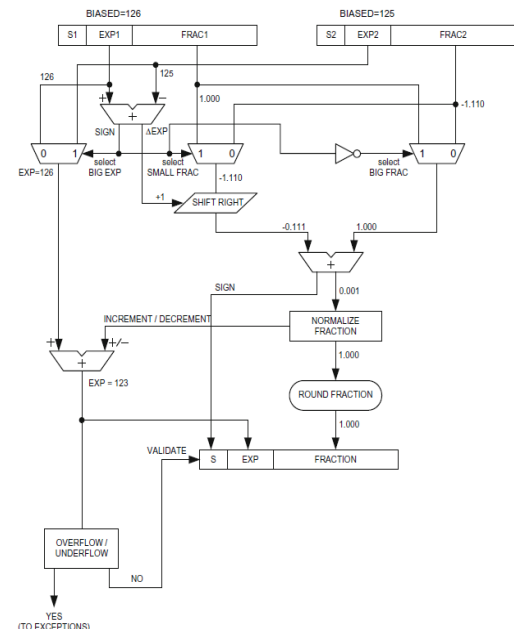 BIASED=126 BIASED=125
S1 EXP1 FRAC1 S2 EXP2 FRAC2
126 125 1.000 -1.110
+ −
+
SIGN ΔEXP
0 1 1 0 1 0
select select select
BIG EXP SMALL FRAC BIG FRAC
EXP=126
-1.110
+1
SHIFT RIGHT
-0.111 1.000
+
SIGN 0.001
INCREMENT / DECREMENT
NORMALIZE
FRACTION
+ +/−
+
1.000
EXP = 123
ROUND FRACTION
1.000
VALIDATE
S EXP FRACTION
OVERFLOW /
UNDERFLOW
NO
YES
(TO EXCEPTIONS)